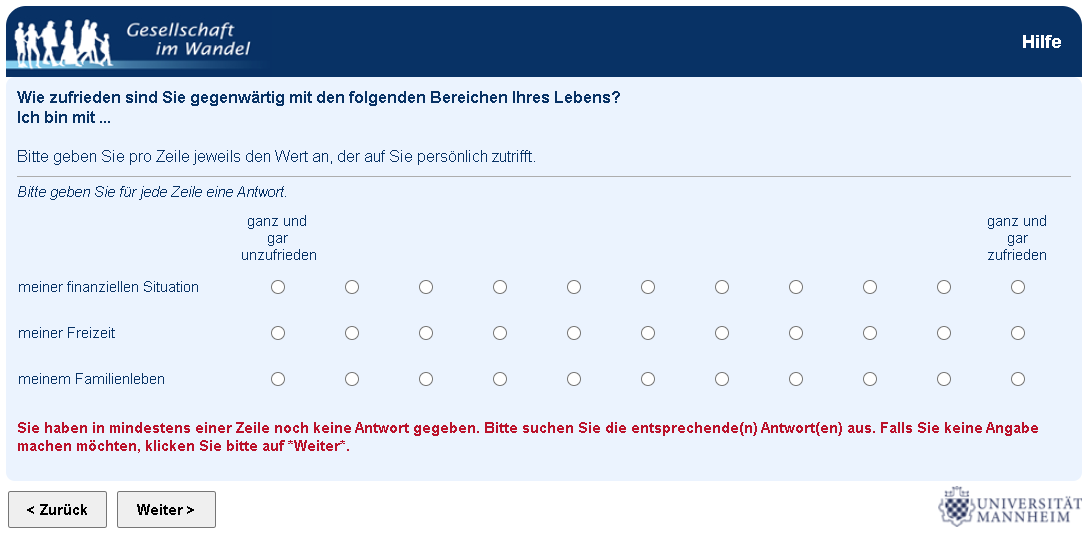 Gesellschaft
im Wandel
Hilfe
Wie zufrieden sind Sie gegenwärtig mit den folgenden Bereichen Ihres Lebens?
Ich bin mit ...
Bitte geben Sie pro Zeile jeweils den Wert an, der auf Sie persönlich zutrifft.
Bitte geben Sie für jede Zeile eine Antwort.
ganz und
gar
unzufrieden
ganz und
gar
zufrieden
meiner finanziellen Situation
meiner Freizeit
meinem Familienleben
Sie haben in mindestens einer Zeile noch keine Antwort gegeben. Bitte suchen Sie die entsprechende(n) Antwort(en) aus. Falls Sie keine Angabe
machen möchten, klicken Sie bitte auf *Weiter*.
< Zurück
Weiter >
UNIVERSITÄT
MANNHEIM